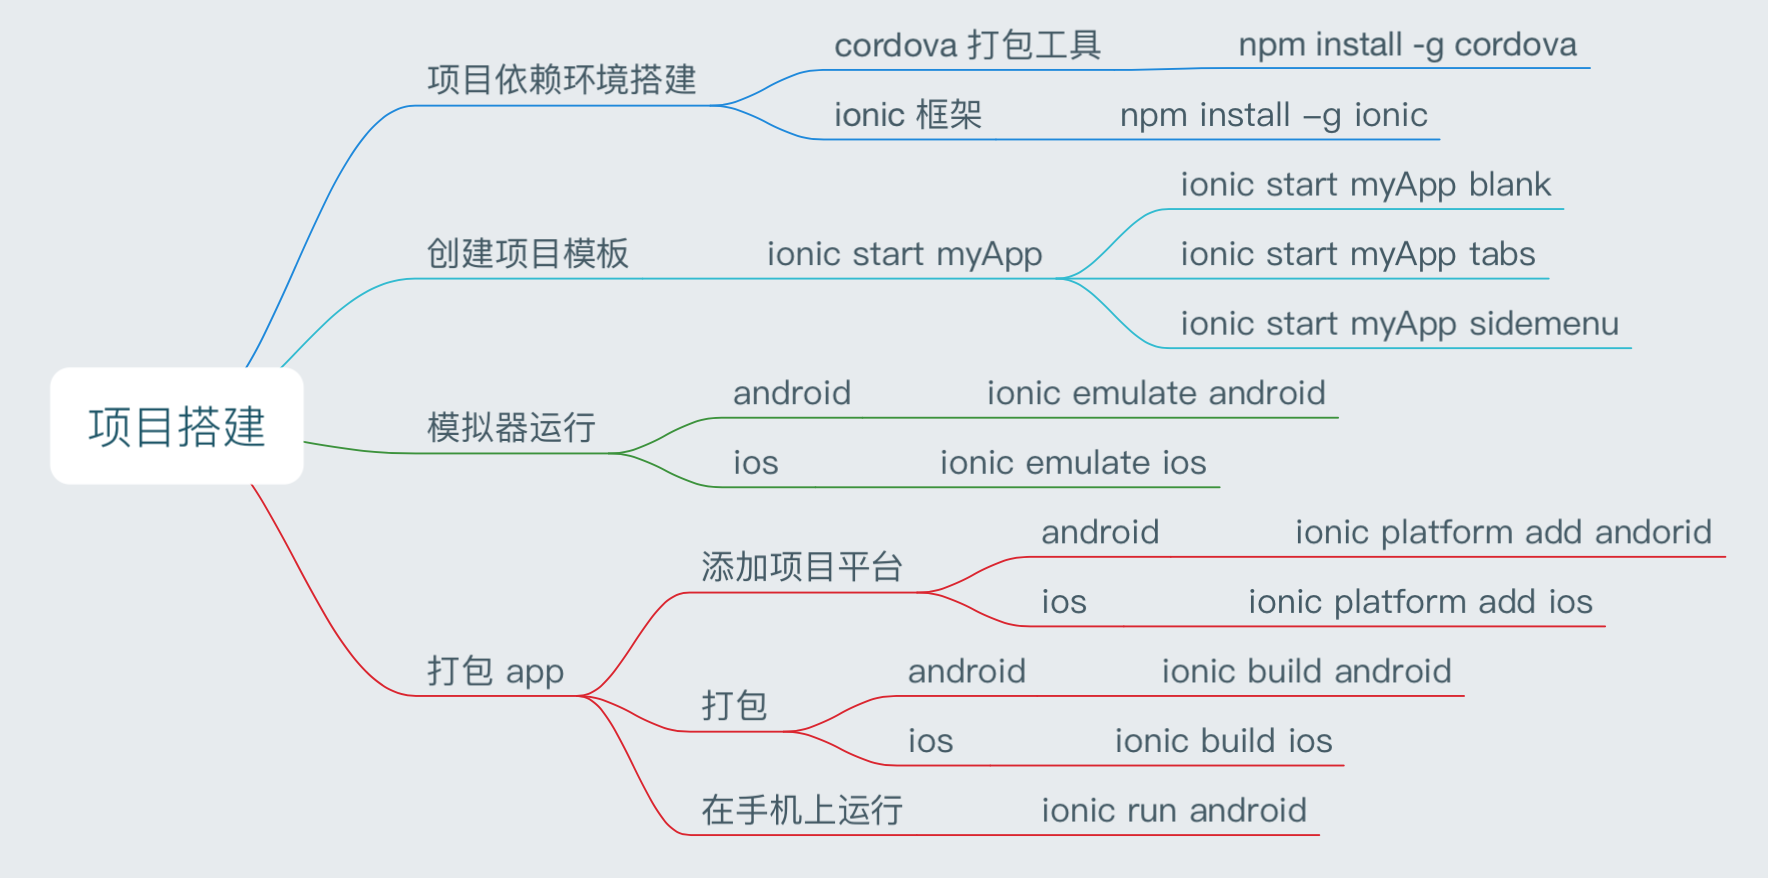 项目搭建
项目依赖环境搭建
cordova 打包工具
npm install -g cordova
ionic 框架
npm install –g ionic
创建项目模板
ionic start myApp
ionic start myApp blank
ionic start myApp tabs
ionic start myApp sidemenu
模拟器运行
android
ionic emulate android
ios
ionic emulate ios
打包 app
添加项目平台
android
ionic platform add andorid
ios
ionic platform add ios
打包
android
ionic build android
ios
ionic build ios
在手机上运行
ionic run android